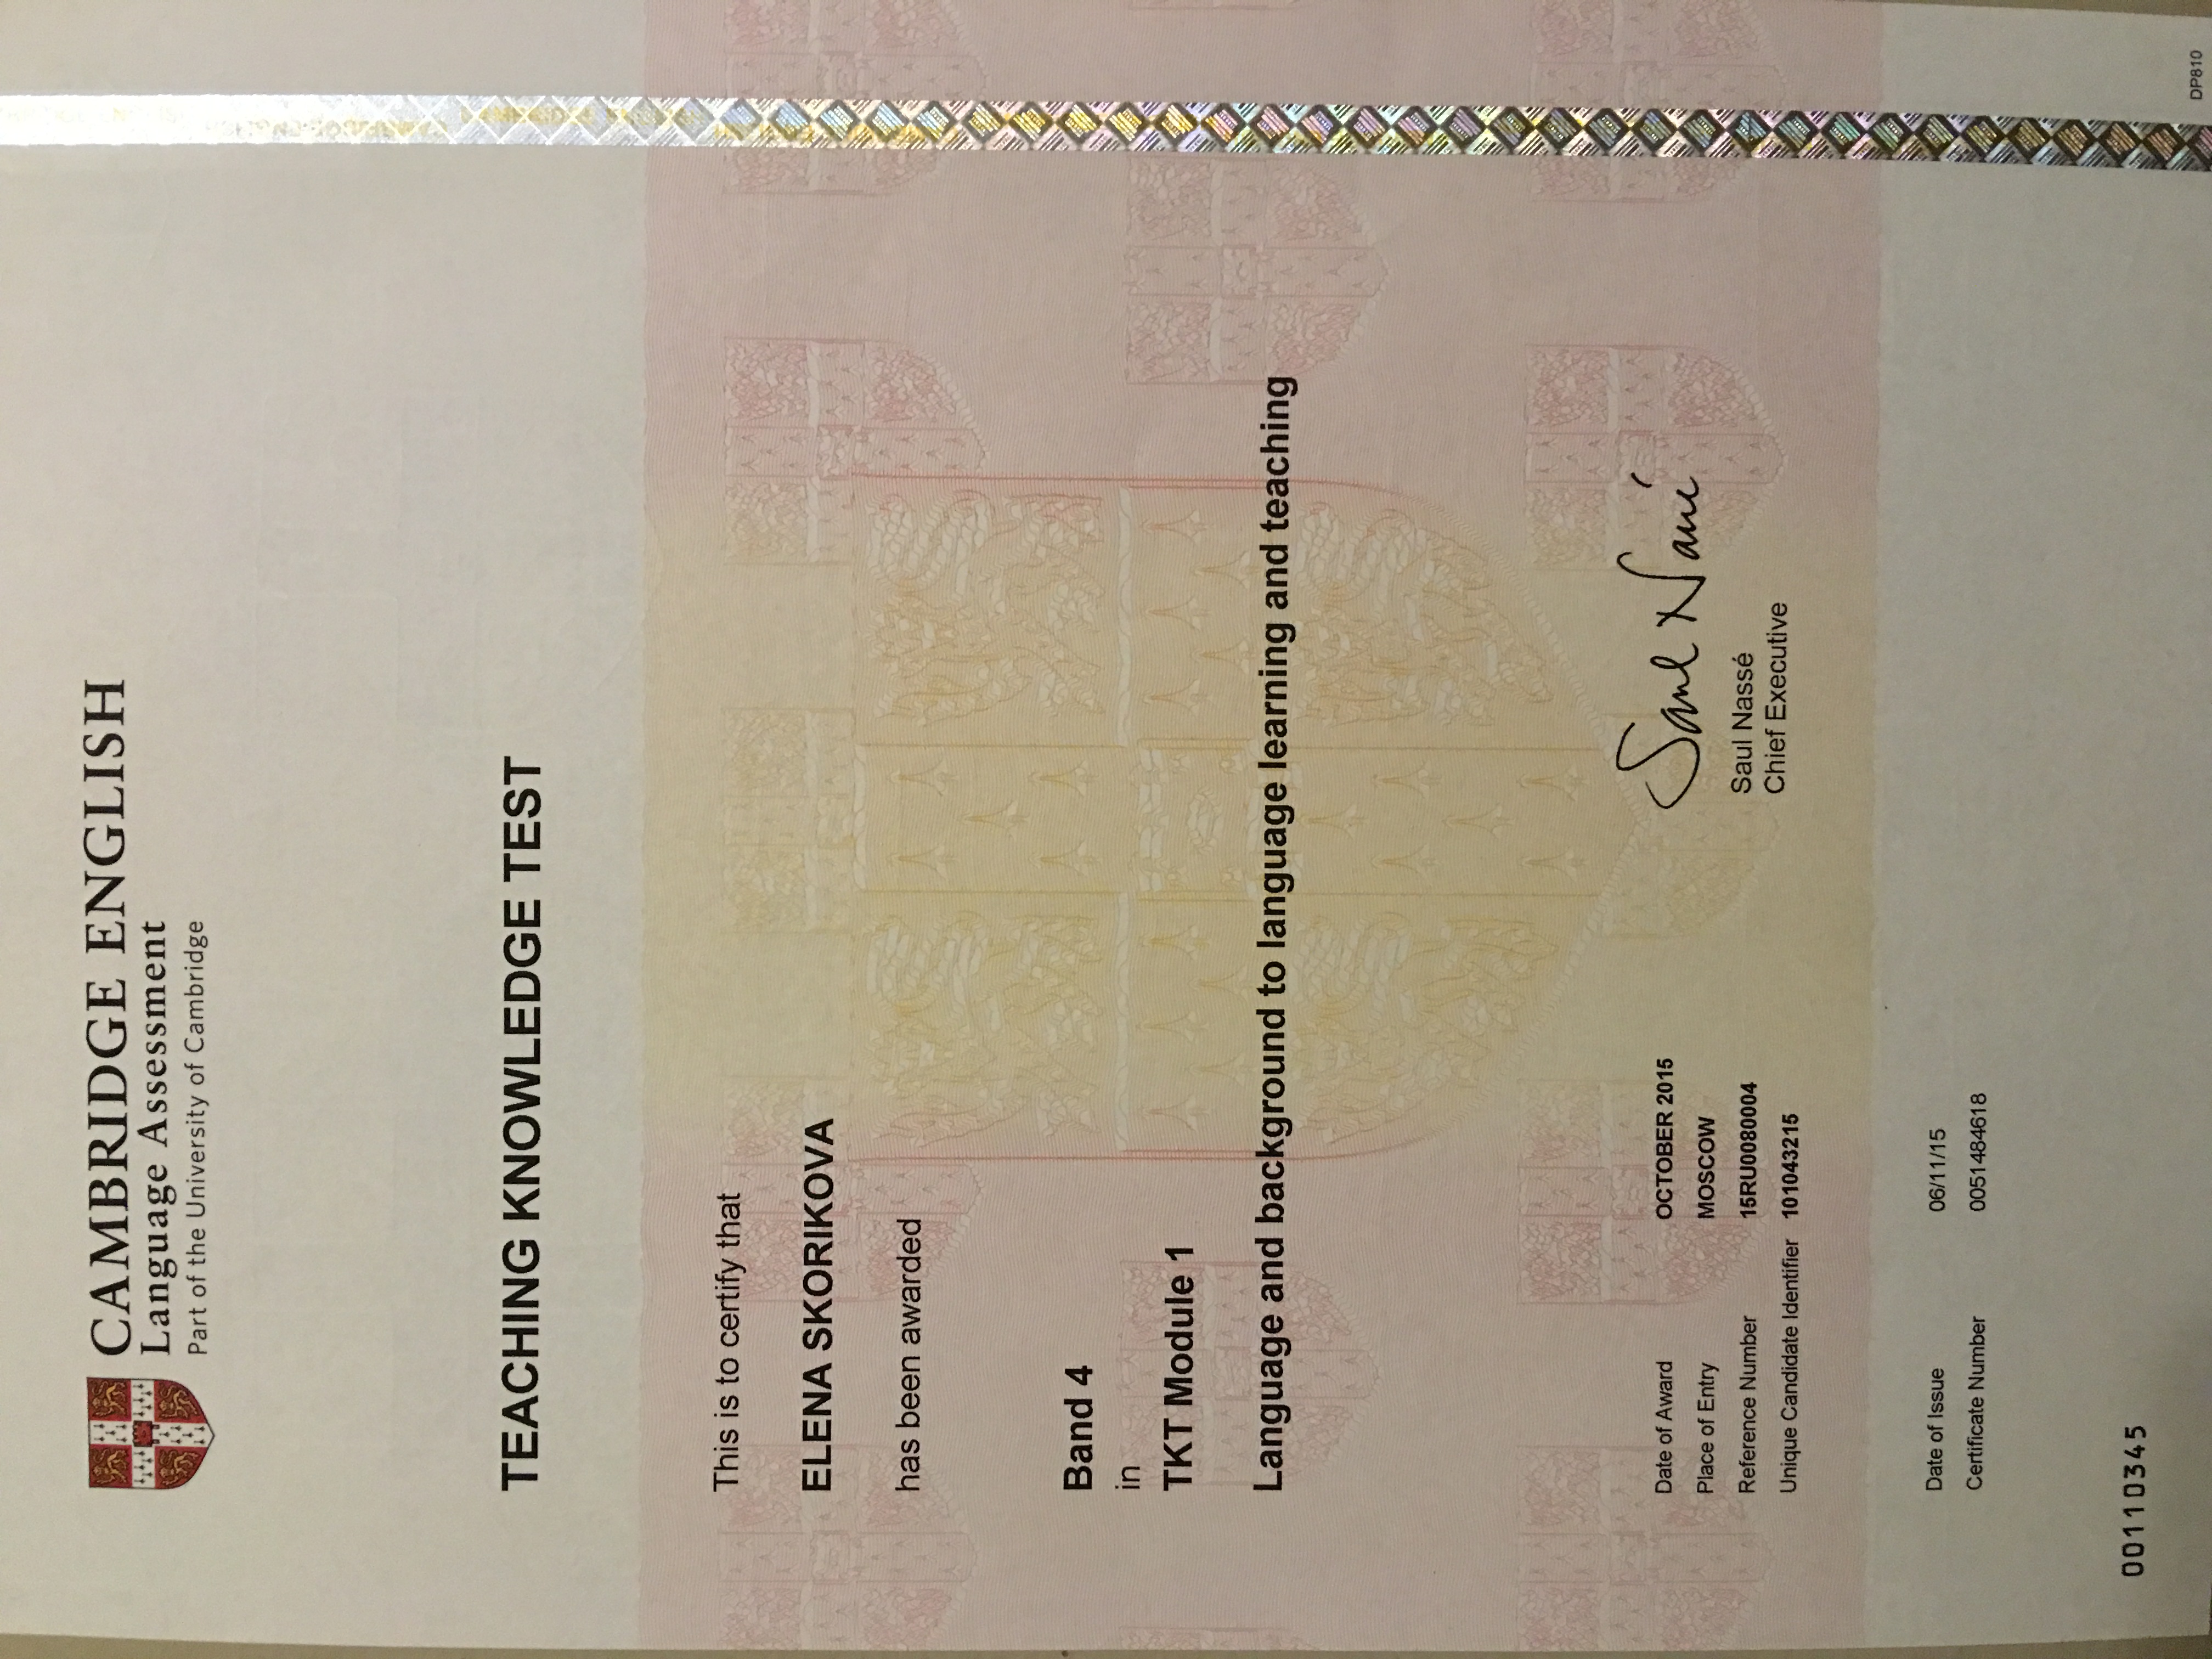 CAMBRIDGE ENGLISH
Language Assessment
Part of the University of Cambridge
TEACHING KNOWLEDGE TEST
This is to certify that
ELENA SKORIKOVA
has been awarded
Band 4
in
TKT Module 1
Language and background to language learning and teaching
Date of Award OCTOBER 2015
Place of Entry MOSCOW
Reference Number 15RU0080004
Unique Candidate Identifier 101043215
Saul Nassé
Saul Nassé
Chief Executive
Date of Issue 06/11/15
Certificate Number 0051484618
00110345
DP810